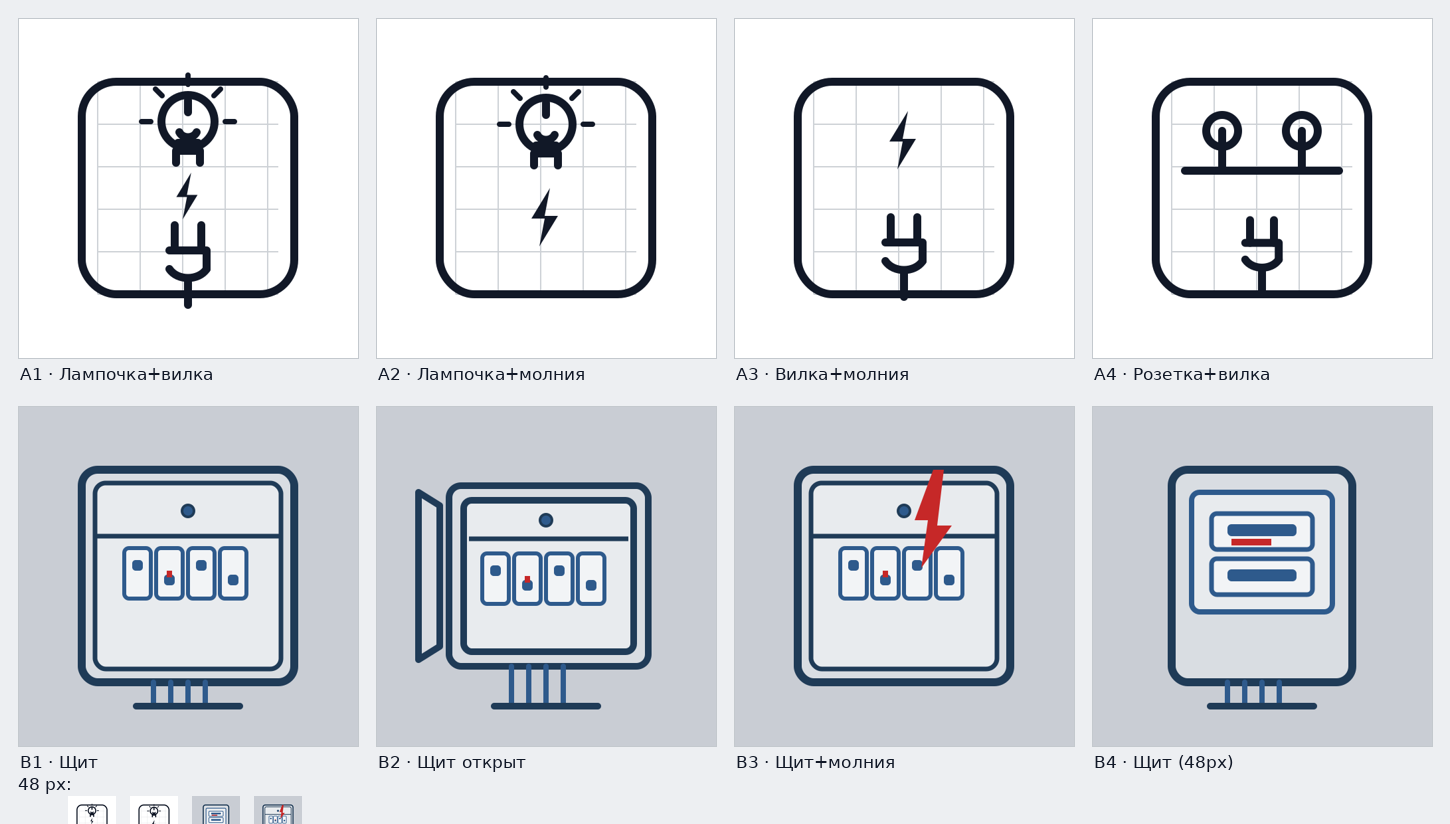 A1 · Лампочка+вилка
A2 · Лампочка+молния
A3 · Вилка+молния
A4 · Розетка+вилка
B1 · Щит
B2 · Щит открыт
B3 · Щит+молния
B4 · Щит (48px)
48 px: